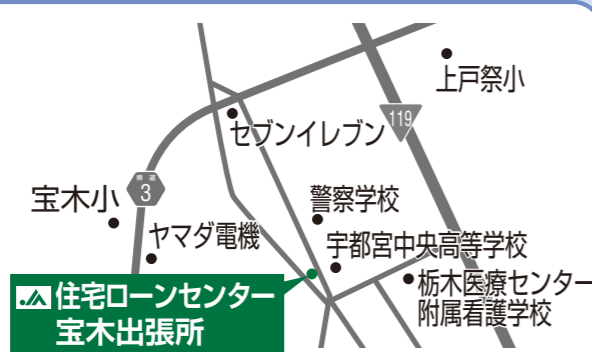 上戸祭小
119
セブンイレブン
県道
3
宝木小
警察学校
ヤマダ電機
宇都宮中央高等学校
栃木医療センター
附属看護学校
JA 住宅ローンセンター
宝木出張所